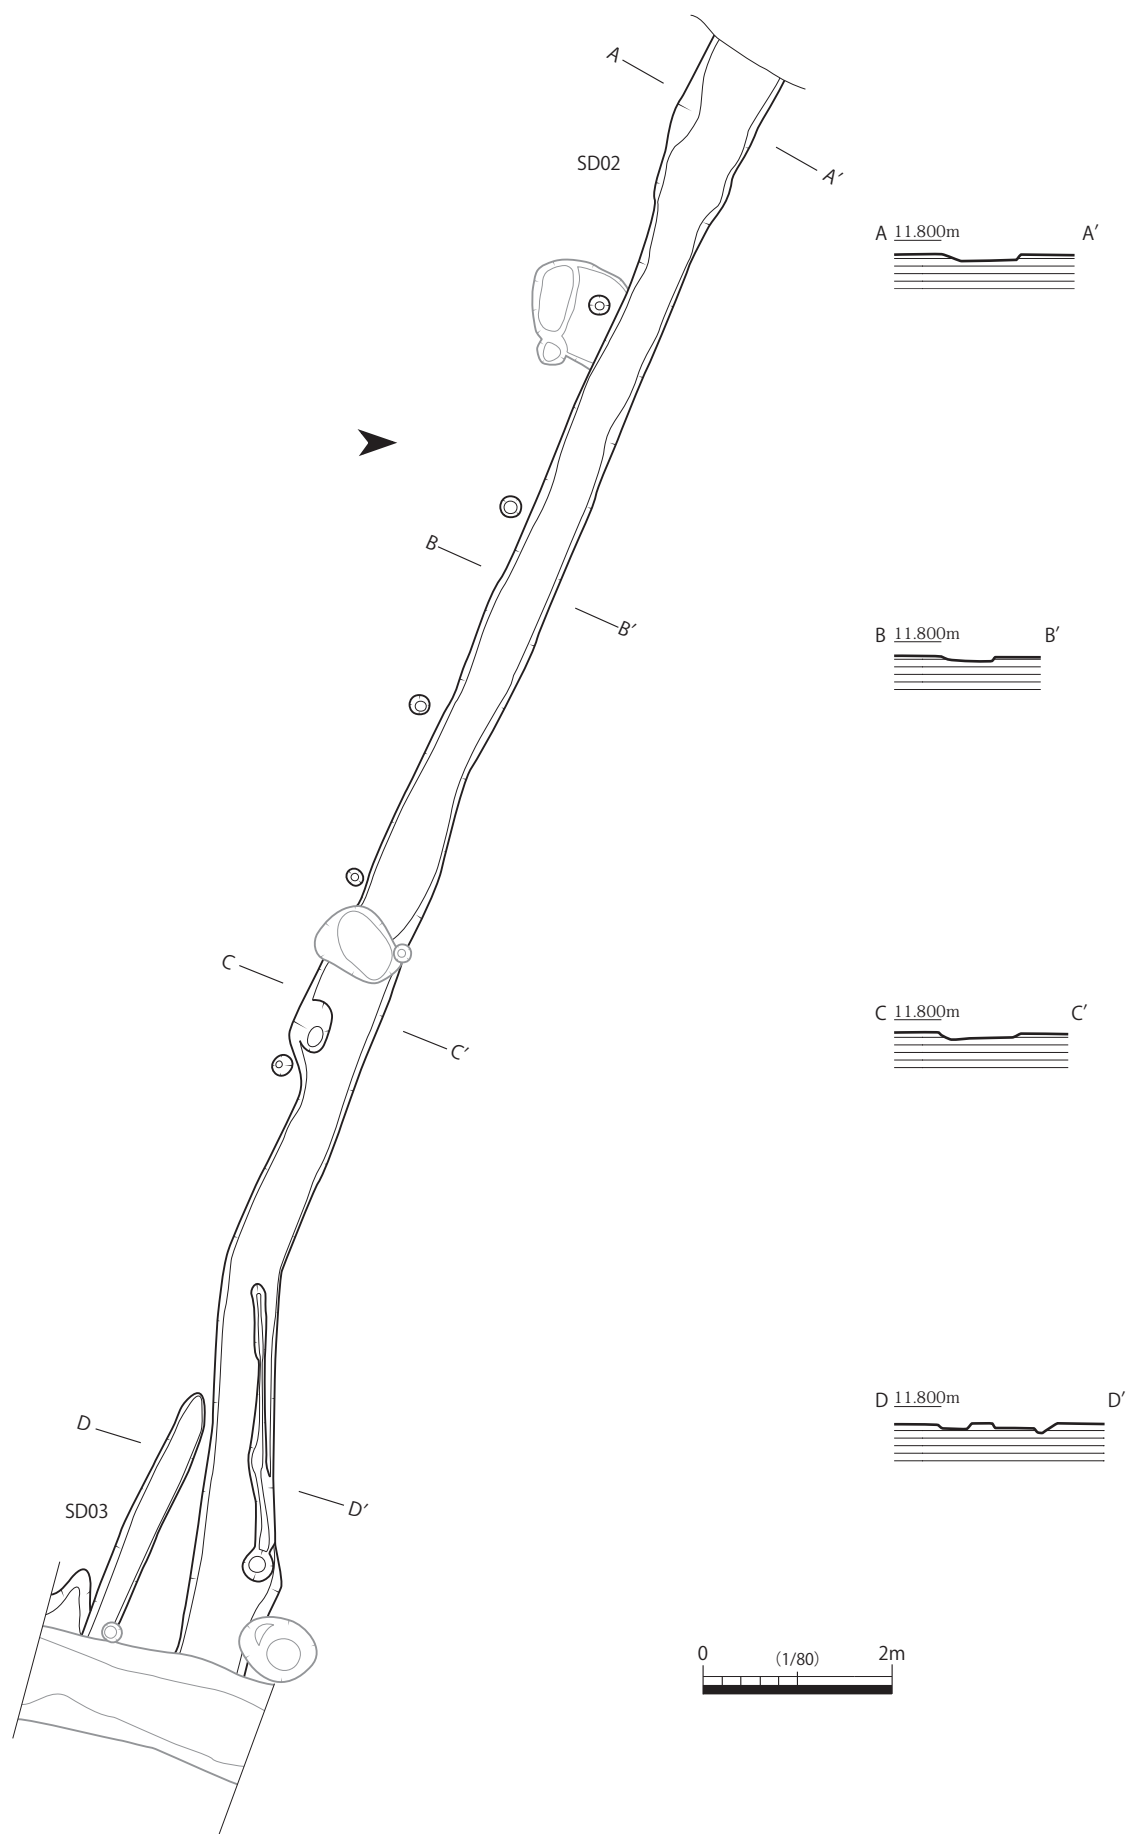 A
A′
SD02
A 11.800m A′
B
B′
B 11.800m B′
C
C′
C 11.800m C′
D
D′
SD03
D 11.800m D′
0 (1/80) 2m